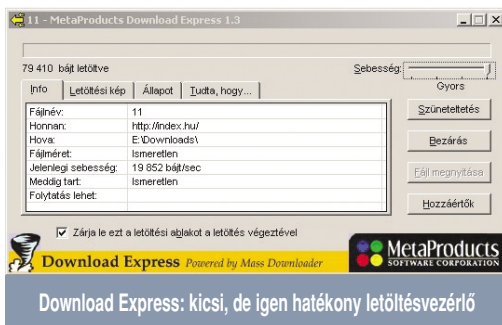 11 - MetaProducts Download Express 1.3
79 410 bájt letöltve
Sebesség:
Gyors
Info Letöltési kép Állapot Tudta, hogy...
Fájlnév: 11
Honnan: http://index.hu/
Hova: E:\Downloads\
Fájlméret: Ismeretlen
Jelenlegi sebesség: 19 852 bájt/sec
Meddig tart: Ismeretlen
Folytatás lehet:
Szüneteltetés
Bezárás
Fájl megnyitása
Hozzáértők
Zárja le ezt a letöltési ablakot a letöltés végeztével
Download Express Powered by Mass Downloader
MetaProducts
SOFTWARE CORPORATION
Download Express: kicsi, de igen hatékony letöltésvezérlő